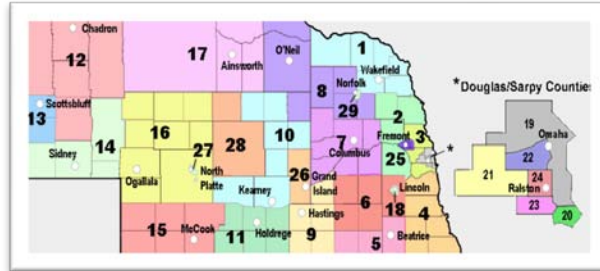 Chadron
12
17
Ainsworth
O'Neil
1
Wakefield
Scottsbluff
13
8
Norfolk
29
2
14
16
27
28
10
7
Columbus
Fremont
3
*
25
Sidney
Ogallala
North
Platte
Kearney
26
Grand
Island
Lincoln
6
18
4
15
McCook
11
Holdrege
Hastings
9
5
Beatrice
*Douglas/Sarpy Counties
19
Omaha
22
21
24
Ralston
23
20